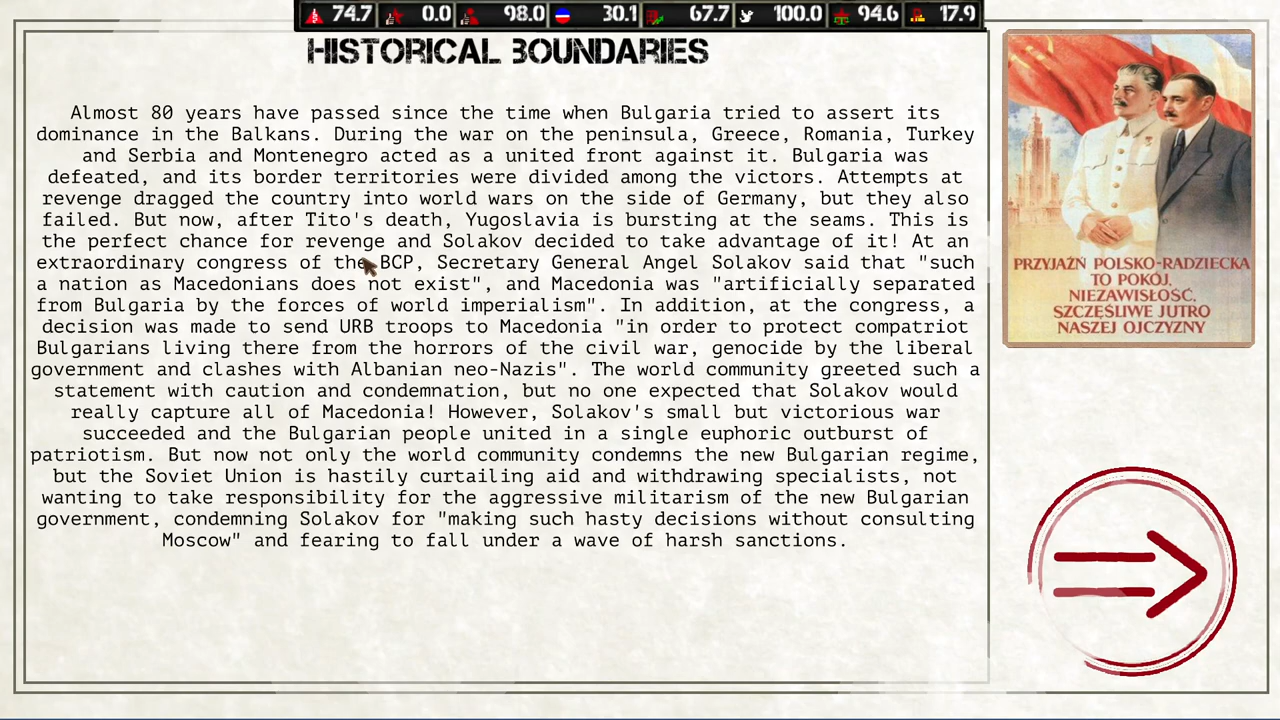 74.7 0.0 98.0 30.1 67.7 100.0 94.6 17.9
HISTORICAL BOUNDARIES
Almost 80 years have passed since the time when Bulgaria tried to assert its
dominance in the Balkans. During the war on the peninsula, Greece, Romania, Turkey
and Serbia and Montenegro acted as a united front against it. Bulgaria was
defeated, and its border territories were divided among the victors. Attempts at
revenge dragged the country into world wars on the side of Germany, but they also
failed. But now, after Tito's death, Yugoslavia is bursting at the seams. This is
the perfect chance for revenge and Solakov decided to take advantage of it! At an
extraordinary congress of the BCP, Secretary General Angel Solakov said that "such
a nation as Macedonians does not exist", and Macedonia was "artificially separated
from Bulgaria by the forces of world imperialism". In addition, at the congress, a
decision was made to send URB troops to Macedonia "in order to protect compatriot
Bulgarians living there from the horrors of the civil war, genocide by the liberal
government and clashes with Albanian neo-Nazis". The world community greeted such a
statement with caution and condemnation, but no one expected that Solakov would
really capture all of Macedonia! However, Solakov's small but victorious war
succeeded and the Bulgarian people united in a single euphoric outburst of
patriotism. But now not only the world community condemns the new Bulgarian regime,
but the Soviet Union is hastily curtailing aid and withdrawing specialists, not
wanting to take responsibility for the aggressive militarism of the new Bulgarian
government, condemning Solakov for "making such hasty decisions without consulting
Moscow" and fearing to fall under a wave of harsh sanctions.
PRZYJAŹŃ POLSKO-RADZIECKA
TO POKÓJ,
NIEZAWISŁOŚĆ,
SZCZĘŚLIWE JUTRO
NASZEJ OJCZYZNY